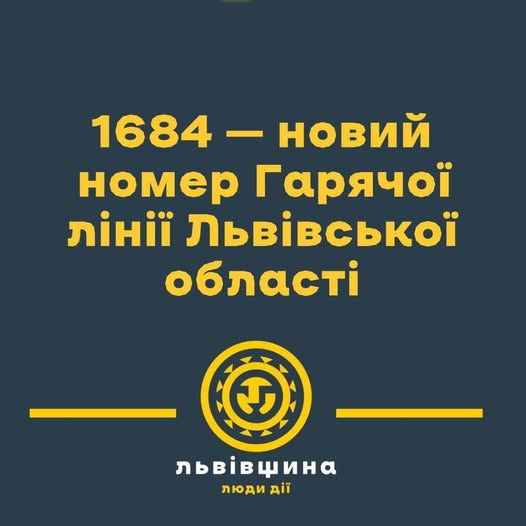 1684 — новий
номер Гарячої
лінії Львівської
області
львівщина
люди дії